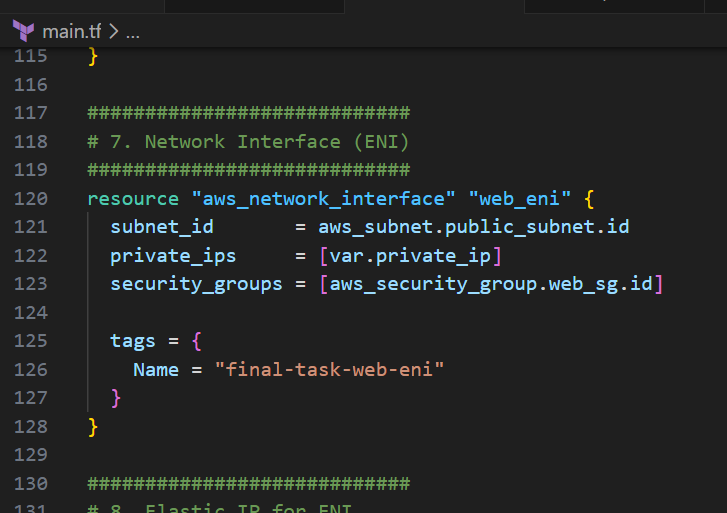 main.tf > ...
115 }
116
117 ############################
118 # 7. Network Interface (ENI)
119 ############################
120 resource "aws_network_interface" "web_eni" {
121 subnet_id = aws_subnet.public_subnet.id
122 private_ips = [var.private_ip]
123 security_groups = [aws_security_group.web_sg.id]
124
125 tags = {
126 Name = "final-task-web-eni"
127 }
128 }
129
130 ############################
131 # 8. Elastic IP for ENI